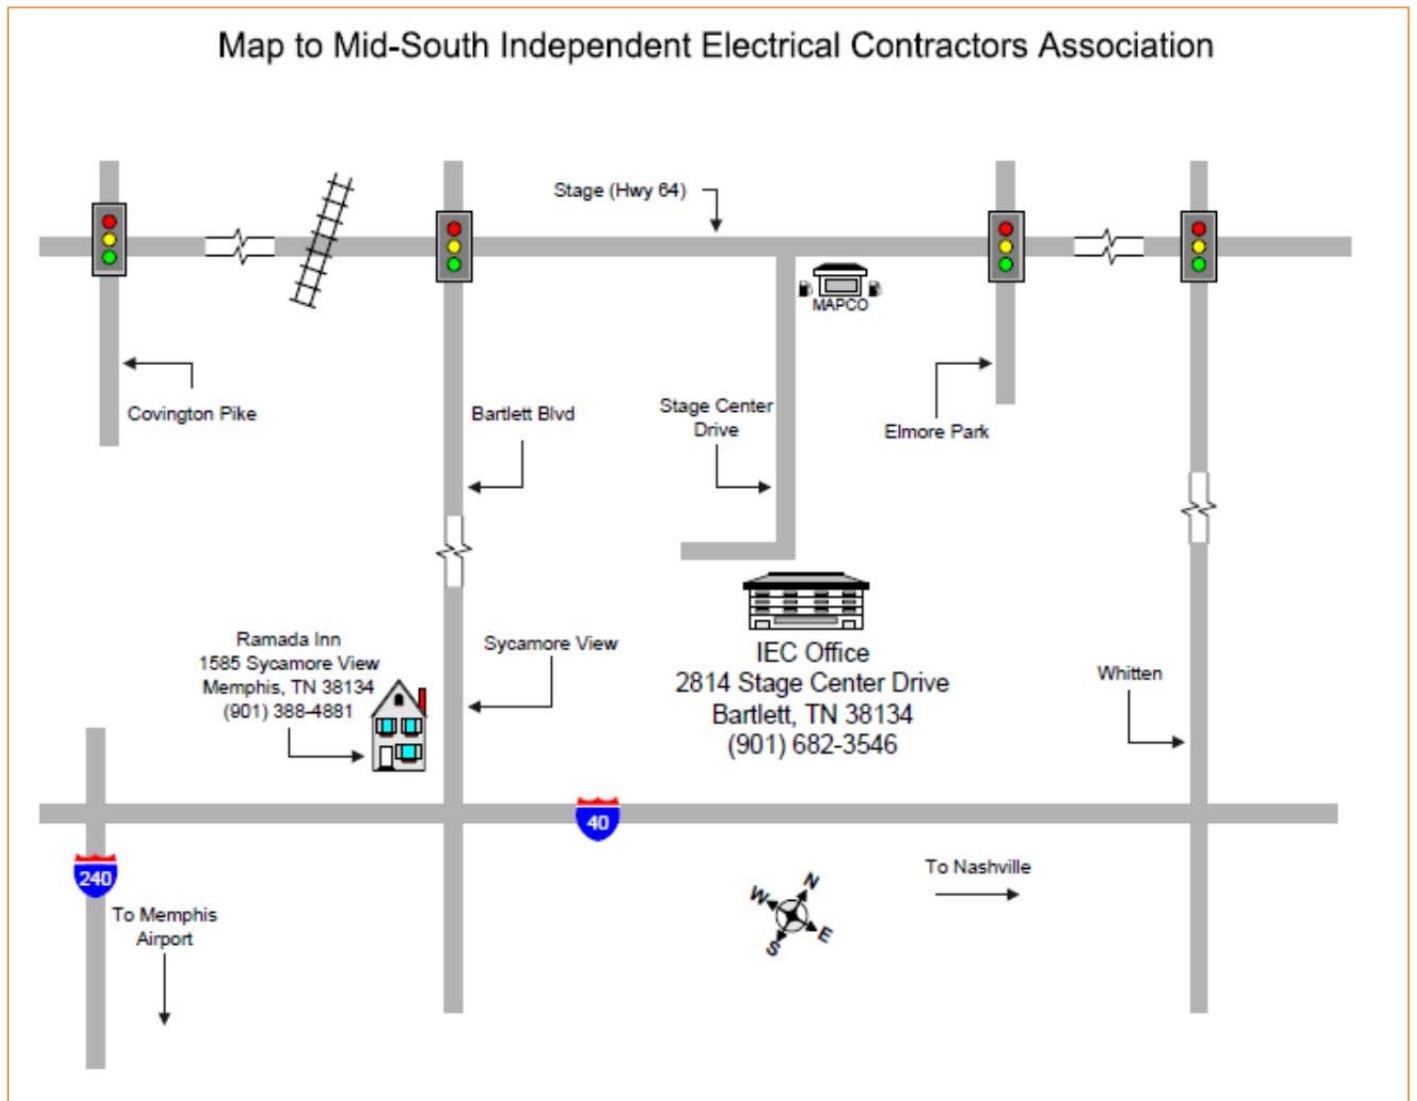 Map to Mid-South Independent Electrical Contractors Association
Stage (Hwy 64)
MAPCO
Covington Pike
Bartlett Blvd
Stage Center
Drive
Elmore Park
Ramada Inn
1585 Sycamore View
Memphis, TN 38134
(901) 388-4881
Sycamore View
IEC Office
2814 Stage Center Drive
Bartlett, TN 38134
(901) 682-3546
Whitten
40
240
To Memphis
Airport
To Nashville
N
W
E
S